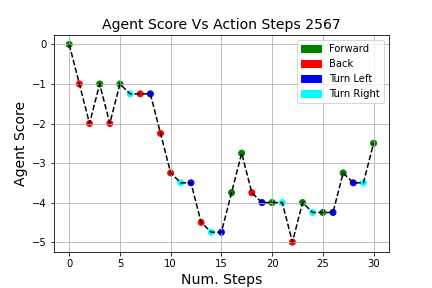 Agent Score Vs Action Steps 2567
Agent Score
0
−1
−2
−3
−4
−5
Forward
Back
Turn Left
Turn Right
0 5 10 15 20 25 30
Num. Steps